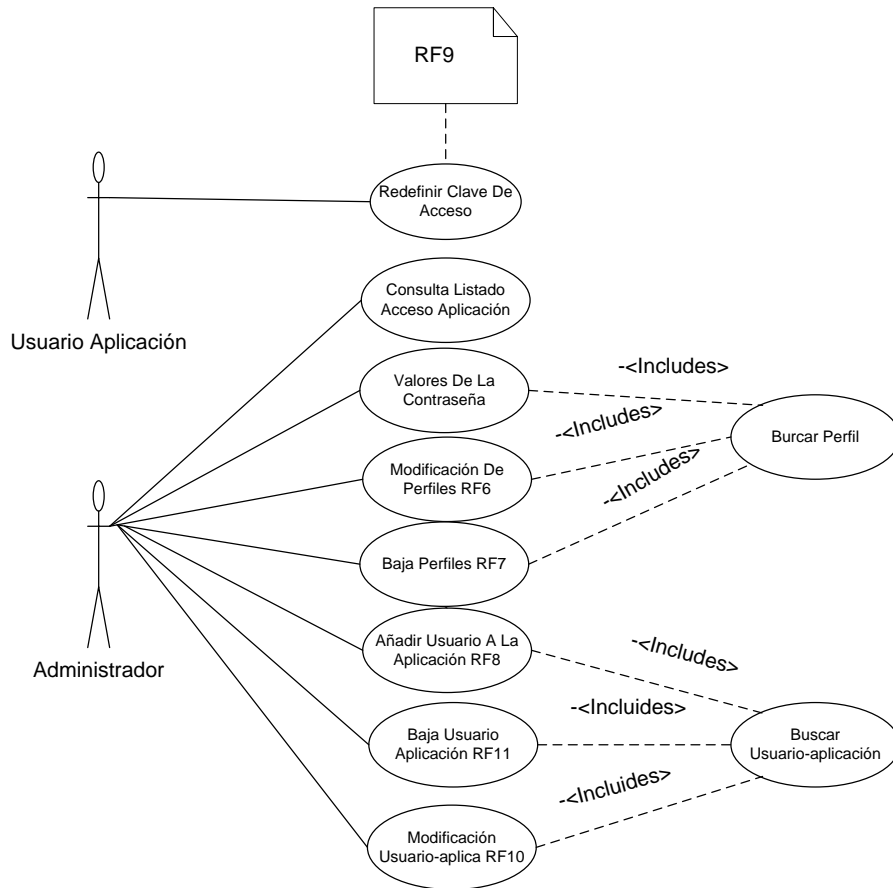 RF9
Redefinir Clave De
Acceso
Usuario Aplicación
Consulta Listado
Acceso Aplicación
Valores De La
Contraseña
-<Includes>
-<Includes>
Burcar Perfil
Modificación De
Perfiles RF6
-<Includes>
Baja Perfiles RF7
Administrador
Añadir Usuario A La
Aplicación RF8
-<Includes>
-<Incluides>
Baja Usuario
Aplicación RF11
Buscar
Usuario-aplicación
-<Incluides>
Modificación
Usuario-aplica RF10